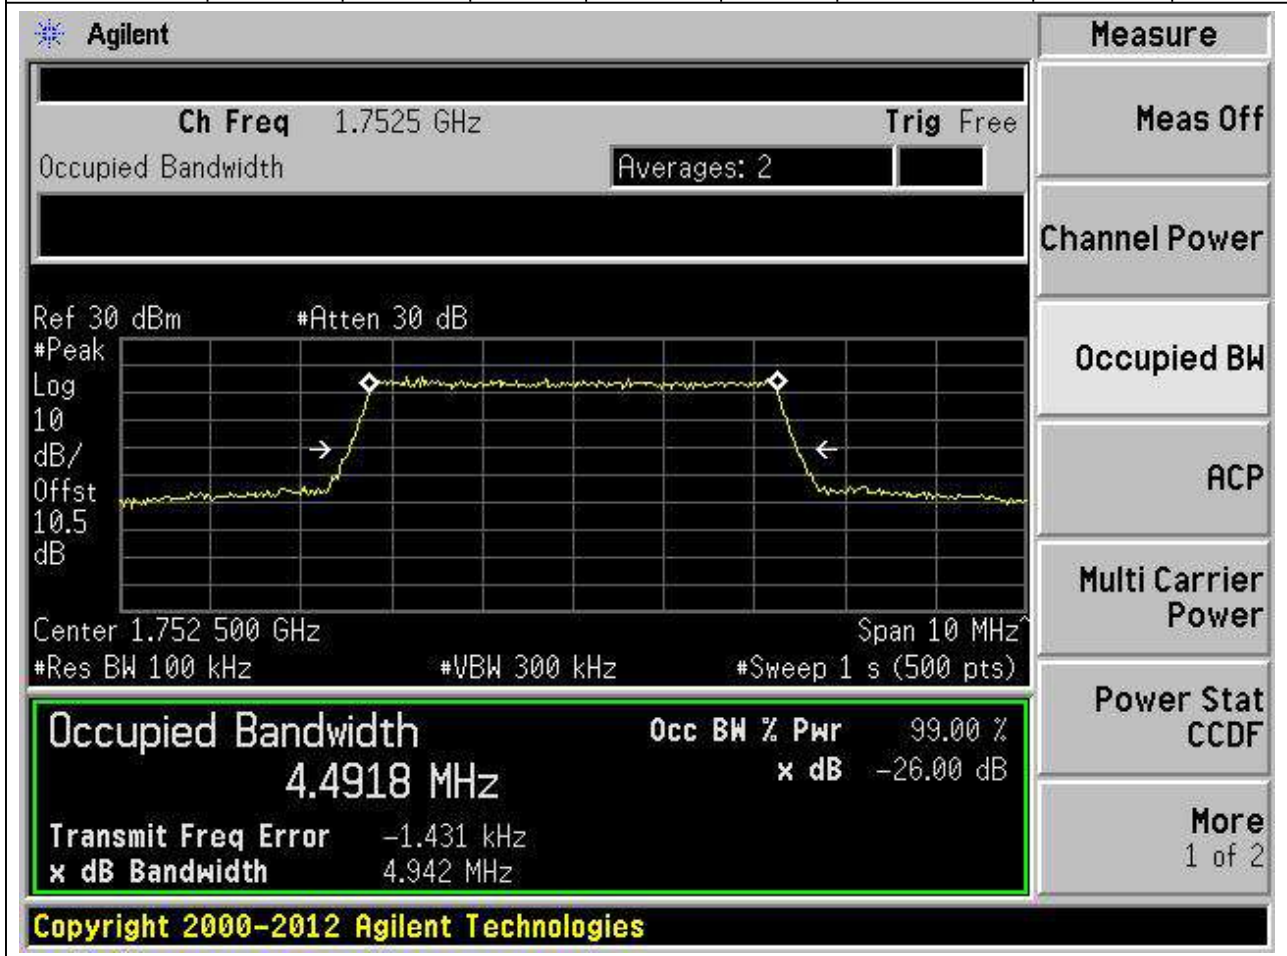 Agilent
Measure
Ch Freq 1.7525 GHz Trig Free
Occupied Bandwidth Averages: 2
Ref 30 dBm #Atten 30 dB
#Peak
Log
10
dB/
Offst
10.5
dB
Center 1.752 500 GHz Span 10 MHz^
#Res BW 100 kHz #VBW 300 kHz #Sweep 1 s (500 pts)
Occupied Bandwidth Occ BW % Pwr 99.00 %
4.4918 MHz x dB -26.00 dB
Transmit Freq Error -1.431 kHz
x dB Bandwidth 4.942 MHz
Copyright 2000-2012 Agilent Technologies
Meas Off
Channel Power
Occupied BW
ACP
Multi Carrier
Power
Power Stat
CCDF
More
1 of 2